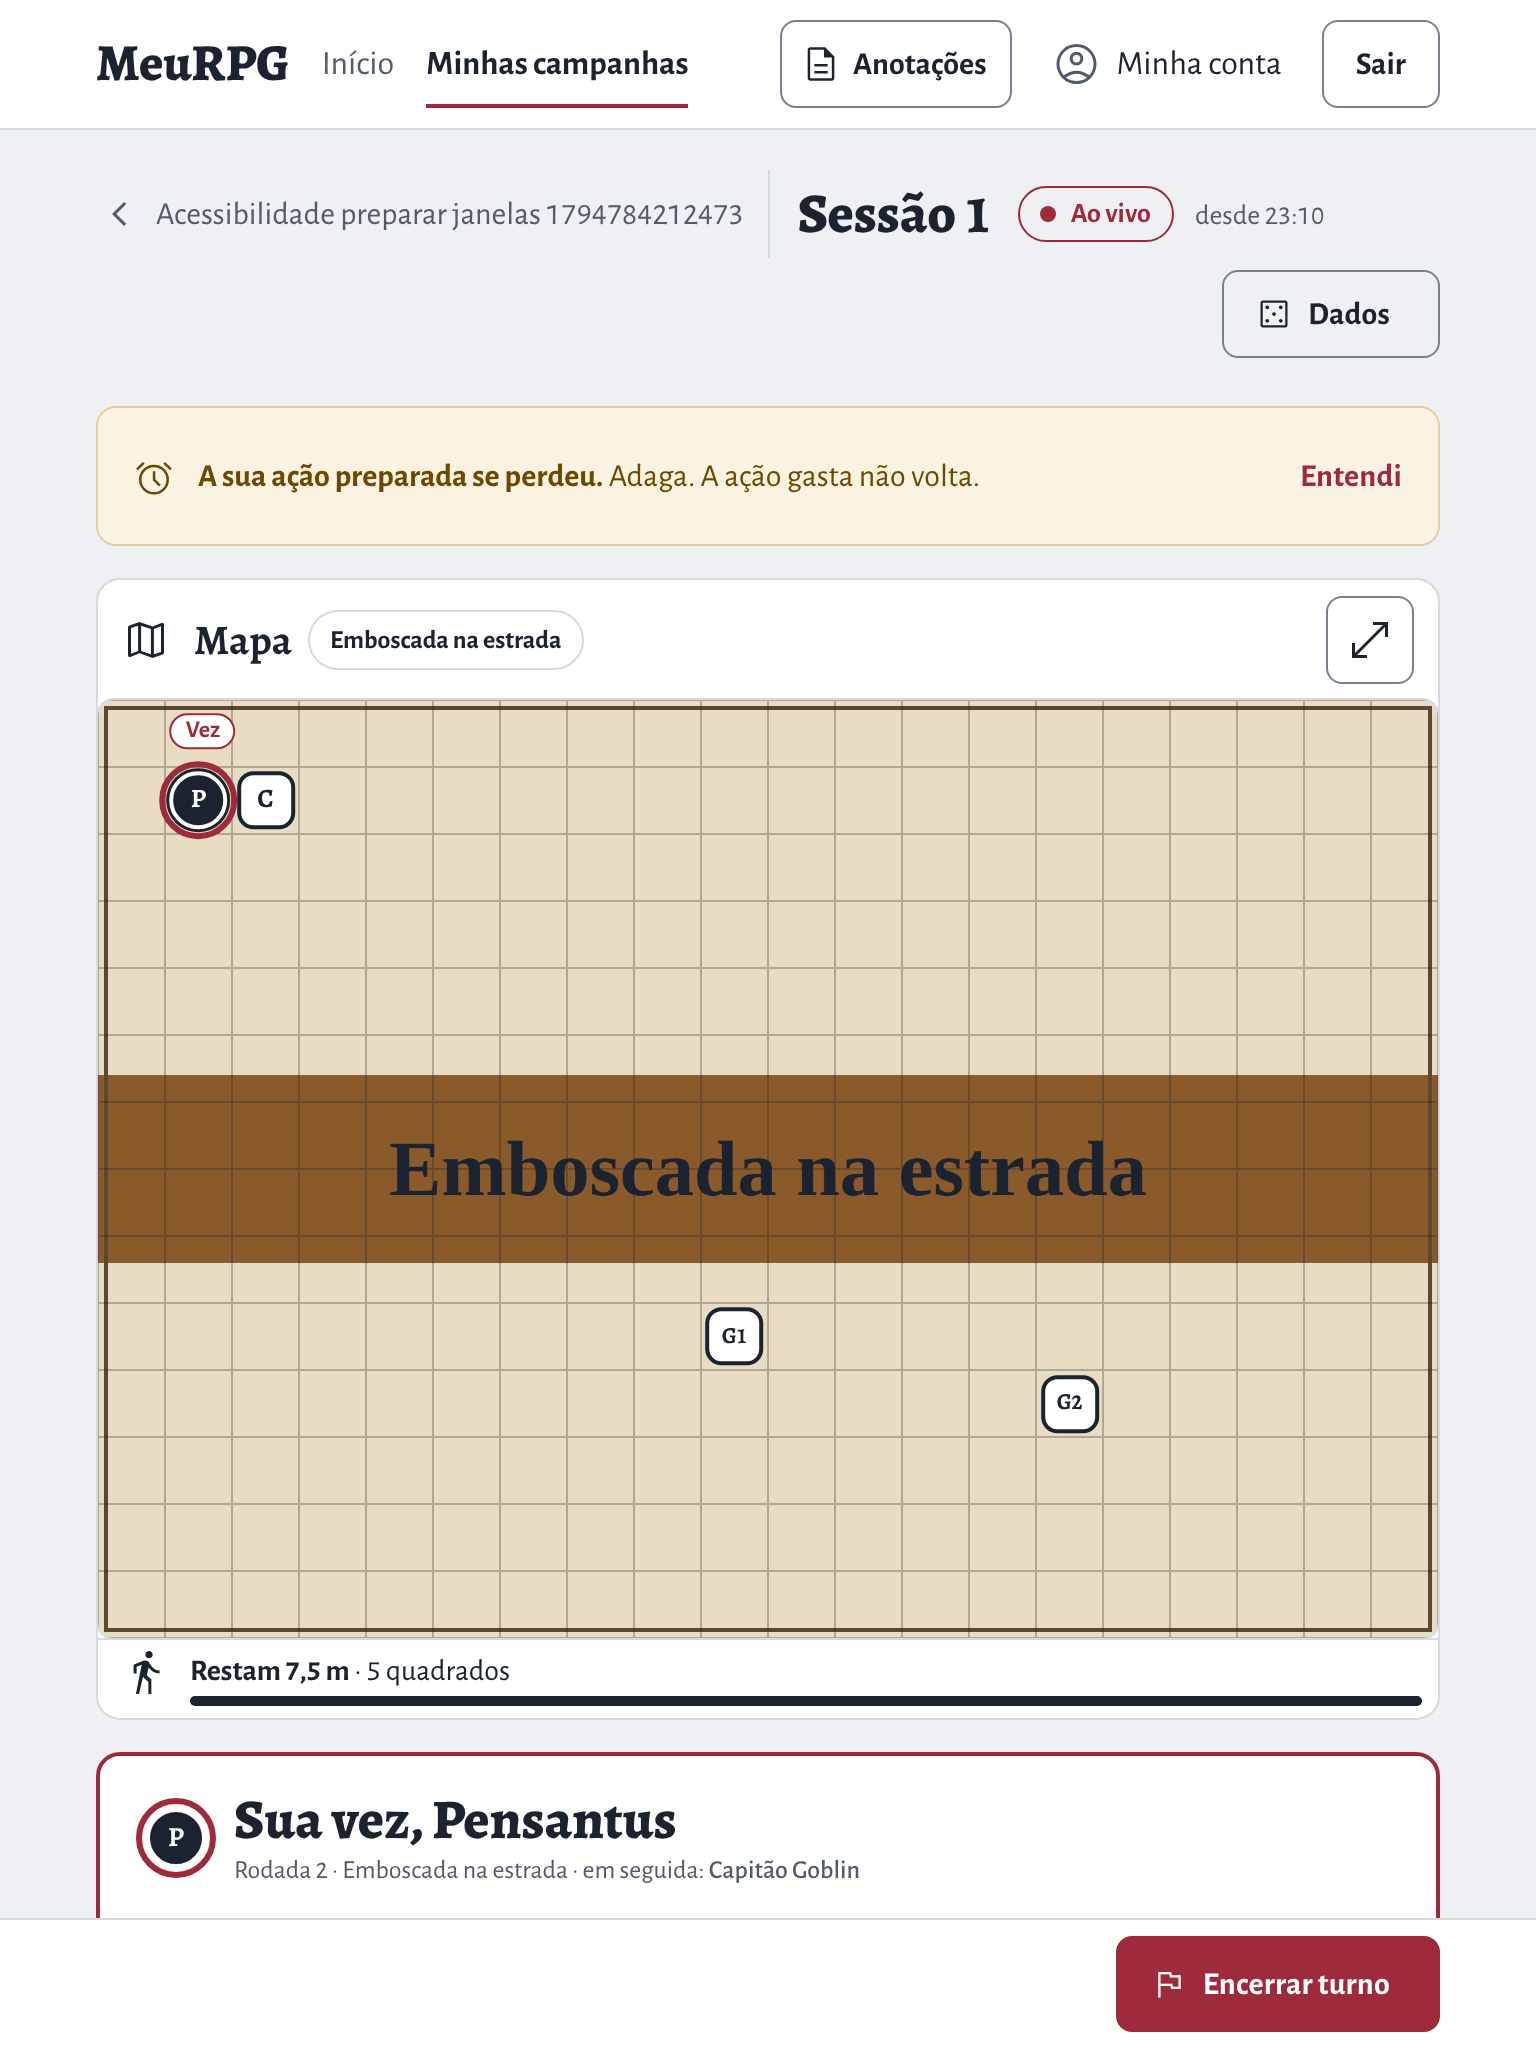 MeuRPG
Início
Minhas campanhas
Anotações
Minha conta
Sair
Acessibilidade preparar janelas 1794784212473
Sessão 1
Ao vivo
desde 23:10
Dados
A sua ação preparada se perdeu. Adaga. A ação gasta não volta.
Entendi
Mapa
Emboscada na estrada
Vez
P
C
Emboscada na estrada
G1
G2
Restam 7,5 m · 5 quadrados
P
Sua vez, Pensantus
Rodada 2 · Emboscada na estrada · em seguida: Capitão Goblin
Encerrar turno